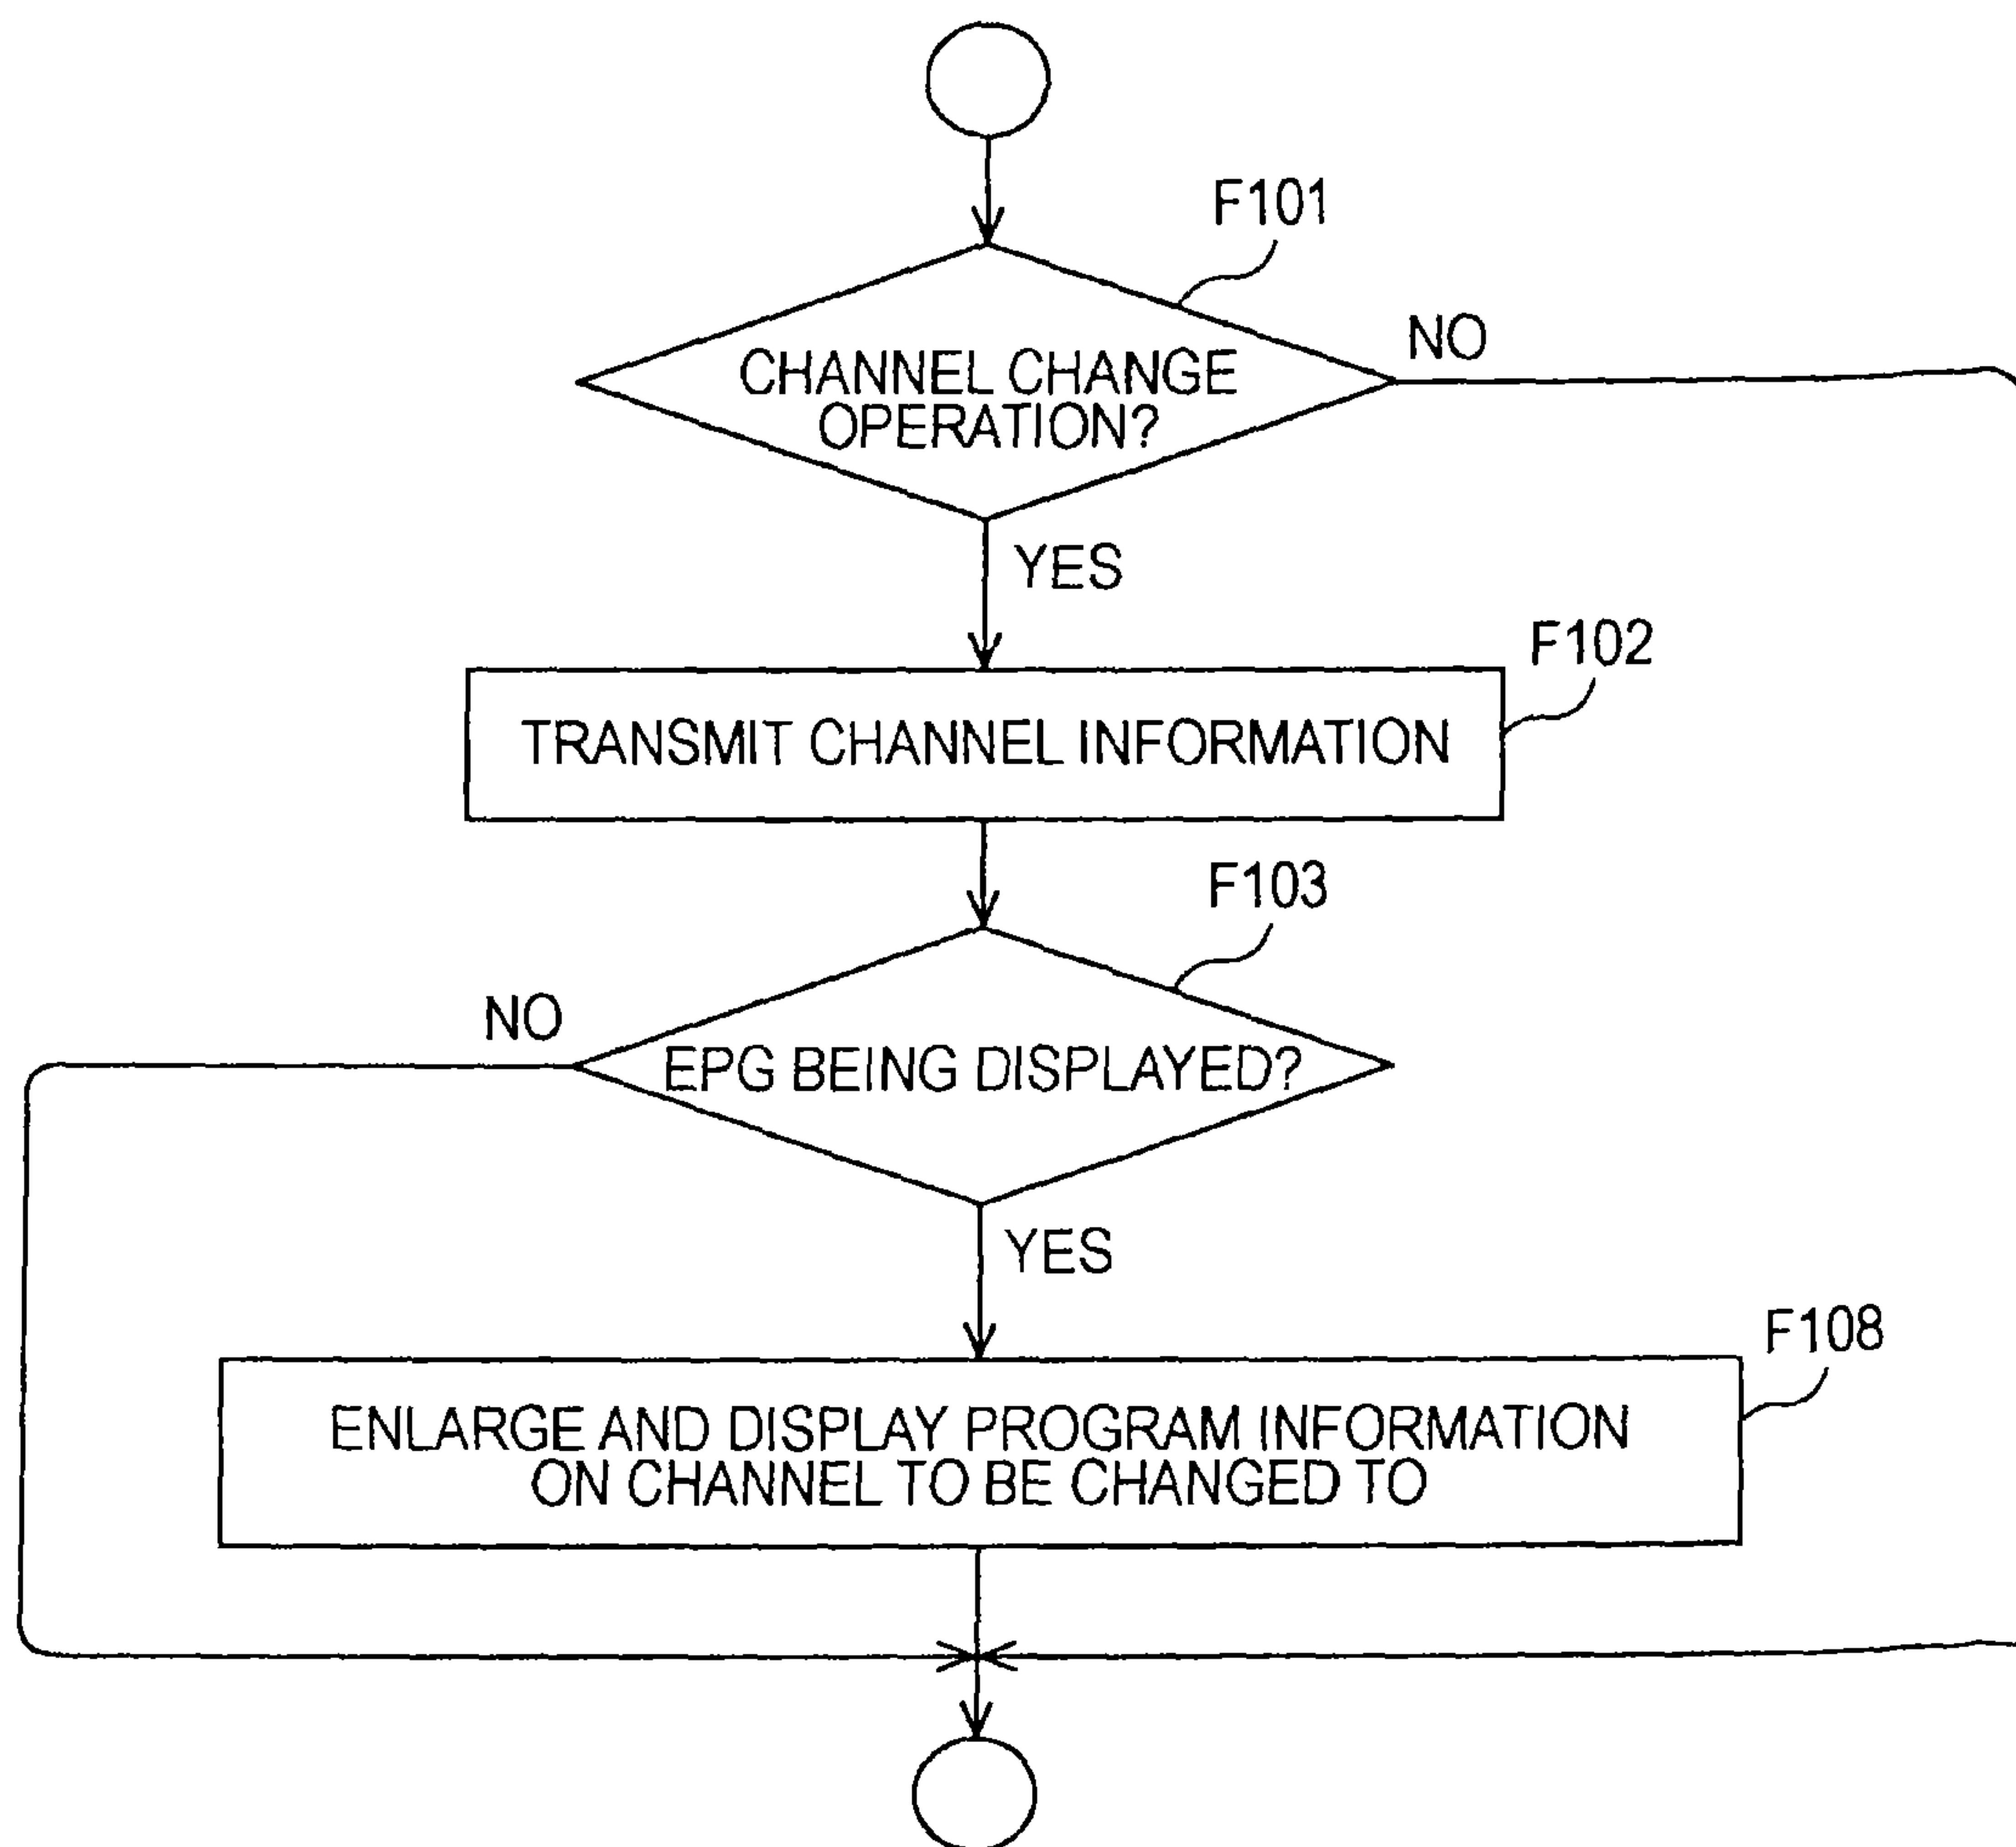 F101
CHANNEL CHANGE
OPERATION?
NO
YES
F102
TRANSMIT CHANNEL INFORMATION
F103
NO
EPG BEING DISPLAYED?
YES
F108
ENLARGE AND DISPLAY PROGRAM INFORMATION
ON CHANNEL TO BE CHANGED TO